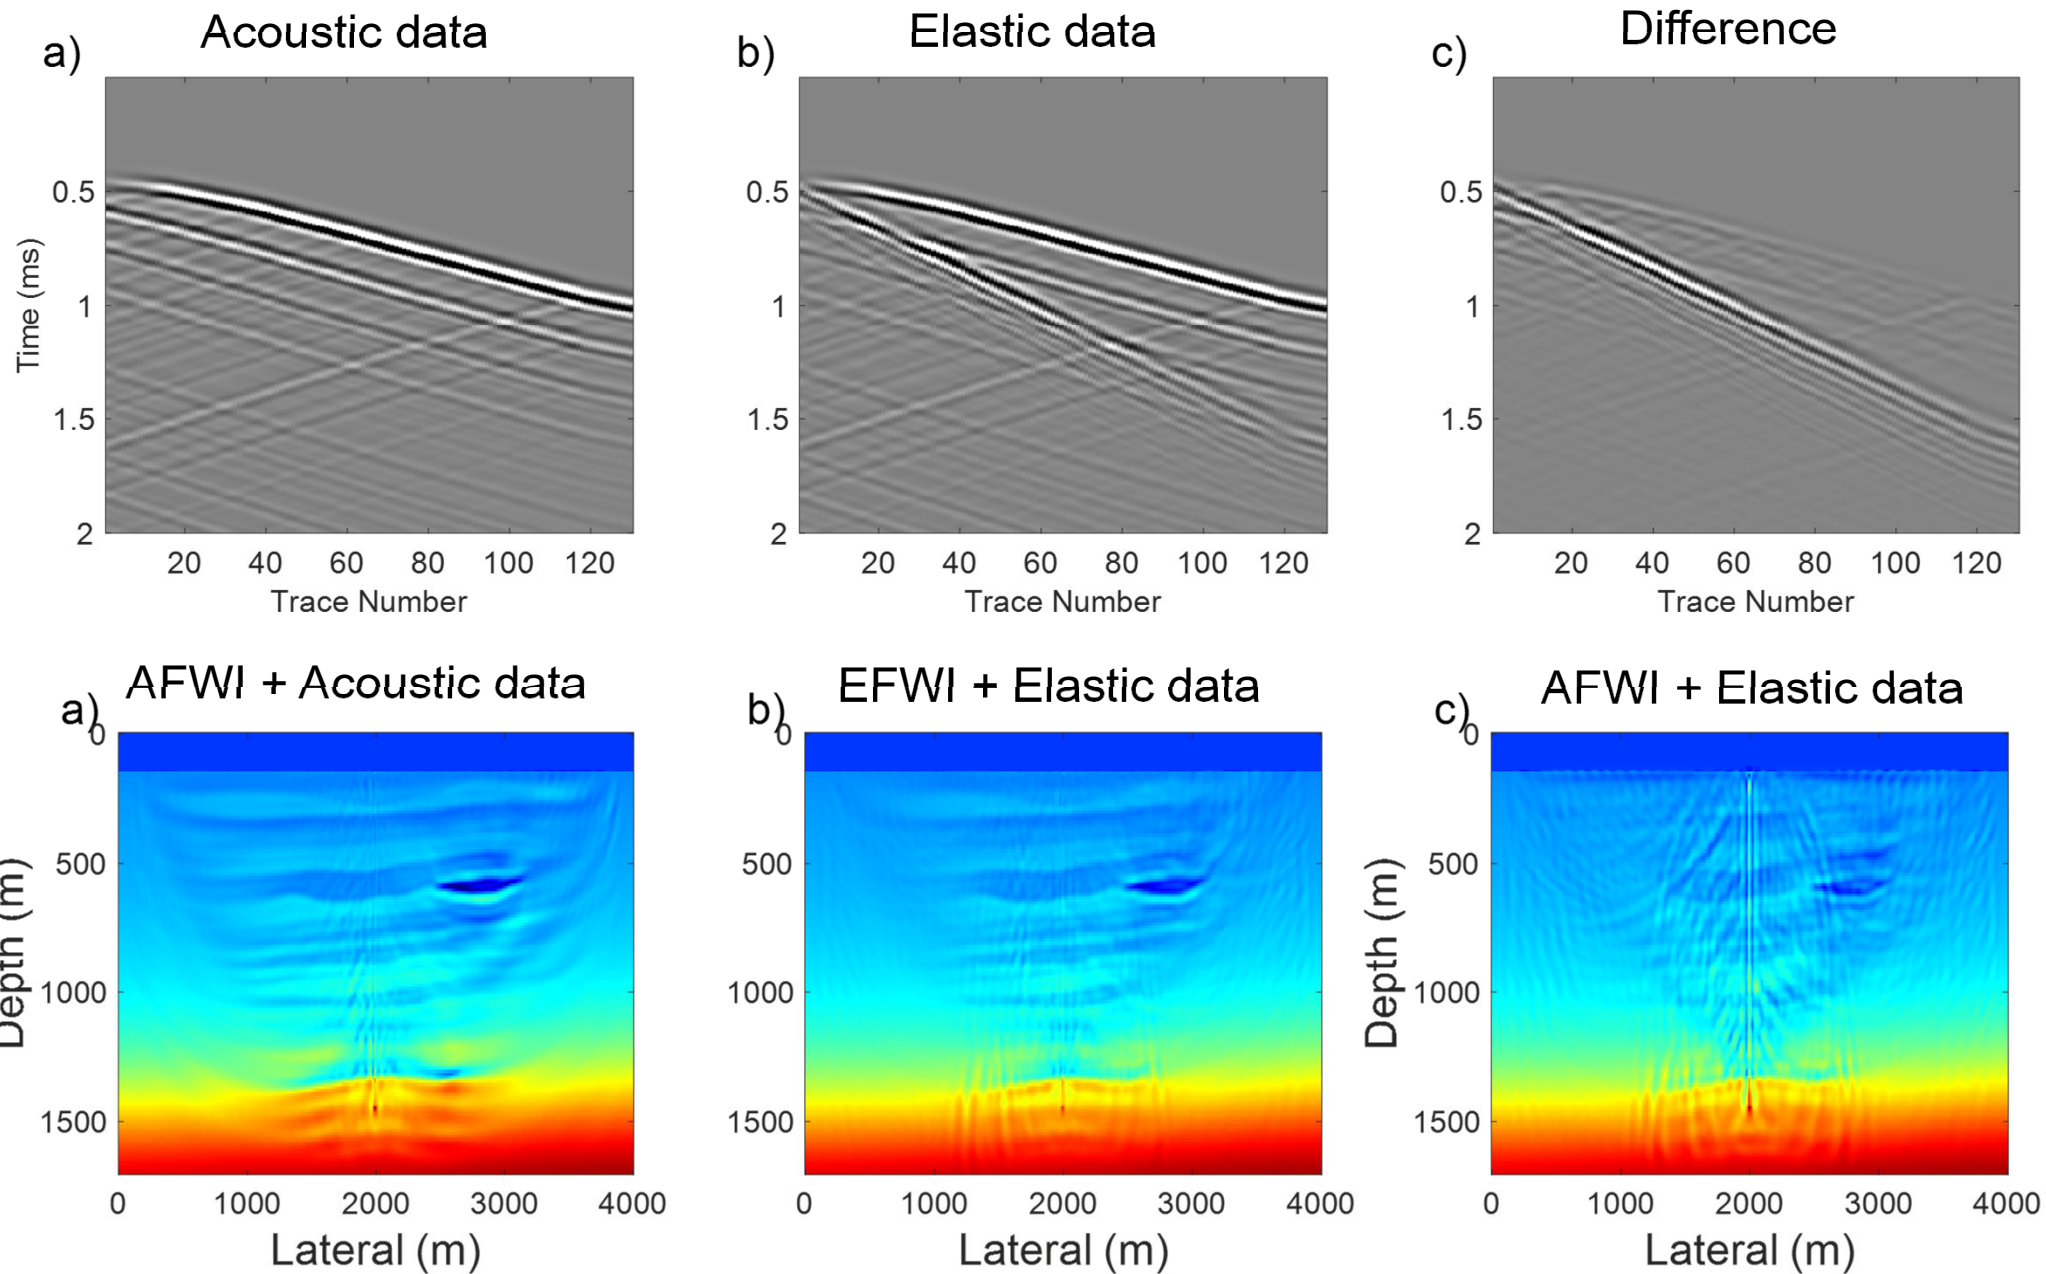 Acoustic data
Elastic data
Difference
a)
b)
c)
0.5
1
1.5
2
Time (ms)
20 40 60 80 100 120
Trace Number
0.5
1
1.5
2
20 40 60 80 100 120
Trace Number
0.5
1
1.5
2
20 40 60 80 100 120
Trace Number
AFWI + Acoustic data
EFWI + Elastic data
AFWI + Elastic data
a)
b)
c)
0
500
1000
1500
Depth (m)
0 1000 2000 3000 4000
Lateral (m)
0
500
1000
1500
0 1000 2000 3000 4000
Lateral (m)
0
500
1000
1500
Depth (m)
0 1000 2000 3000 4000
Lateral (m)